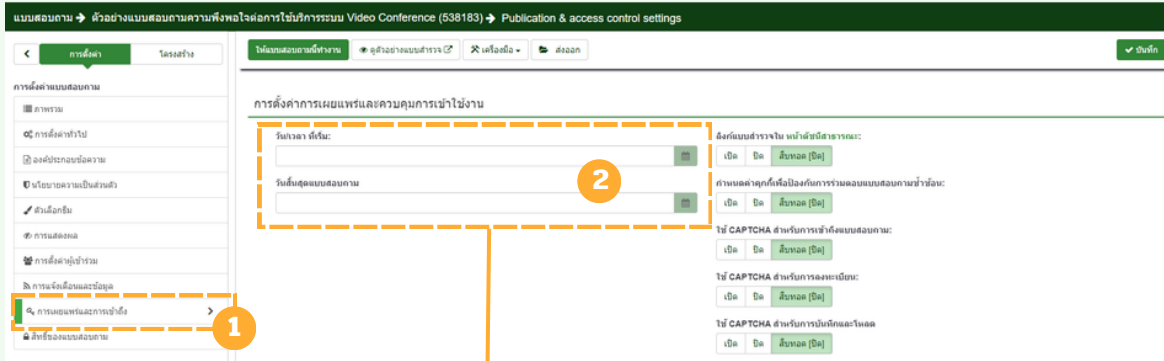 แบบสอบถาม → ตัวอย่างแบบสอบถามความพึงพอใจต่อการใช้บริการระบบ Video Conference (538183) → Publication & access control settings
การตั้งค่า โครงสร้าง
ให้แบบสอบถามนี้ทำงาน ดูตัวอย่างแบบสำรวจ เครื่องมือ ส่งออก บันทึก
การตั้งค่าแบบสอบถาม
ภาพรวม
การตั้งค่าทั่วไป
องค์ประกอบข้อความ
นโยบายความเป็นส่วนตัว
ตัวเลือกธีม
การแสดงผล
การตั้งค่าผู้เข้าร่วม
การแจ้งเตือนและข้อมูล
การเผยแพร่และการเข้าถึง
1
สิทธิ์ของแบบสอบถาม
การตั้งค่าการเผยแพร่และควบคุมการเข้าใช้งาน
วัน/เวลา ที่เริ่ม:
วันสิ้นสุดแบบสอบถาม
2
ลิงก์แบบสำรวจใน หน้าดัชนีสาธารณะ:
เปิด ปิด สืบทอด [ปิด]
กำหนดค่าคุกกี้เพื่อป้องกันการร่วมตอบแบบสอบถามซ้ำซ้อน:
เปิด ปิด สืบทอด [ปิด]
ใช้ CAPTCHA สำหรับการเข้าถึงแบบสอบถาม:
เปิด ปิด สืบทอด [ปิด]
ใช้ CAPTCHA สำหรับการลงทะเบียน:
เปิด ปิด สืบทอด [ปิด]
ใช้ CAPTCHA สำหรับการบันทึกและโหลด
เปิด ปิด สืบทอด [ปิด]